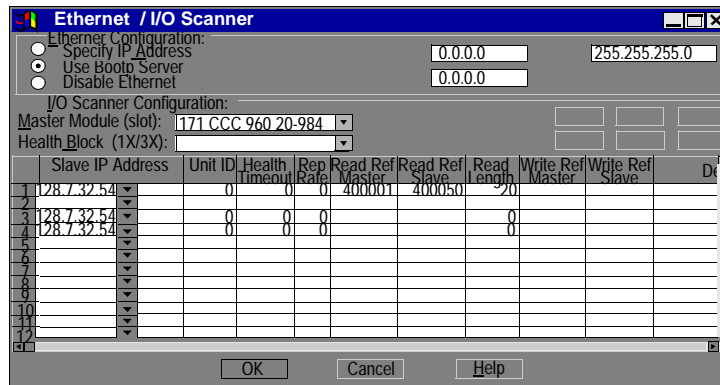 Ethernet / I/O Scanner
Etherner Configuration:
Specify IP Address
0.0.0.0
255.255.255.0
Use Bootp Server
Disable Ethernet
0.0.0.0
I/O Scanner Configuration:
Master Module (slot): 171 CCC 960 20-984
Health Block (1X/3X):
Slave IP Address Unit ID Health Timeout Rep Rate Read Ref Master Read Ref Slave Read Length Write Ref Master Write Ref Slave De
1 128.7.32.54 0 0 0 400001 400050 20
2
3 128.7.32.54 0 0 0 0
4 128.7.32.54 0 0 0 0
5
6
7
8
9
10
11
12
OK Cancel Help